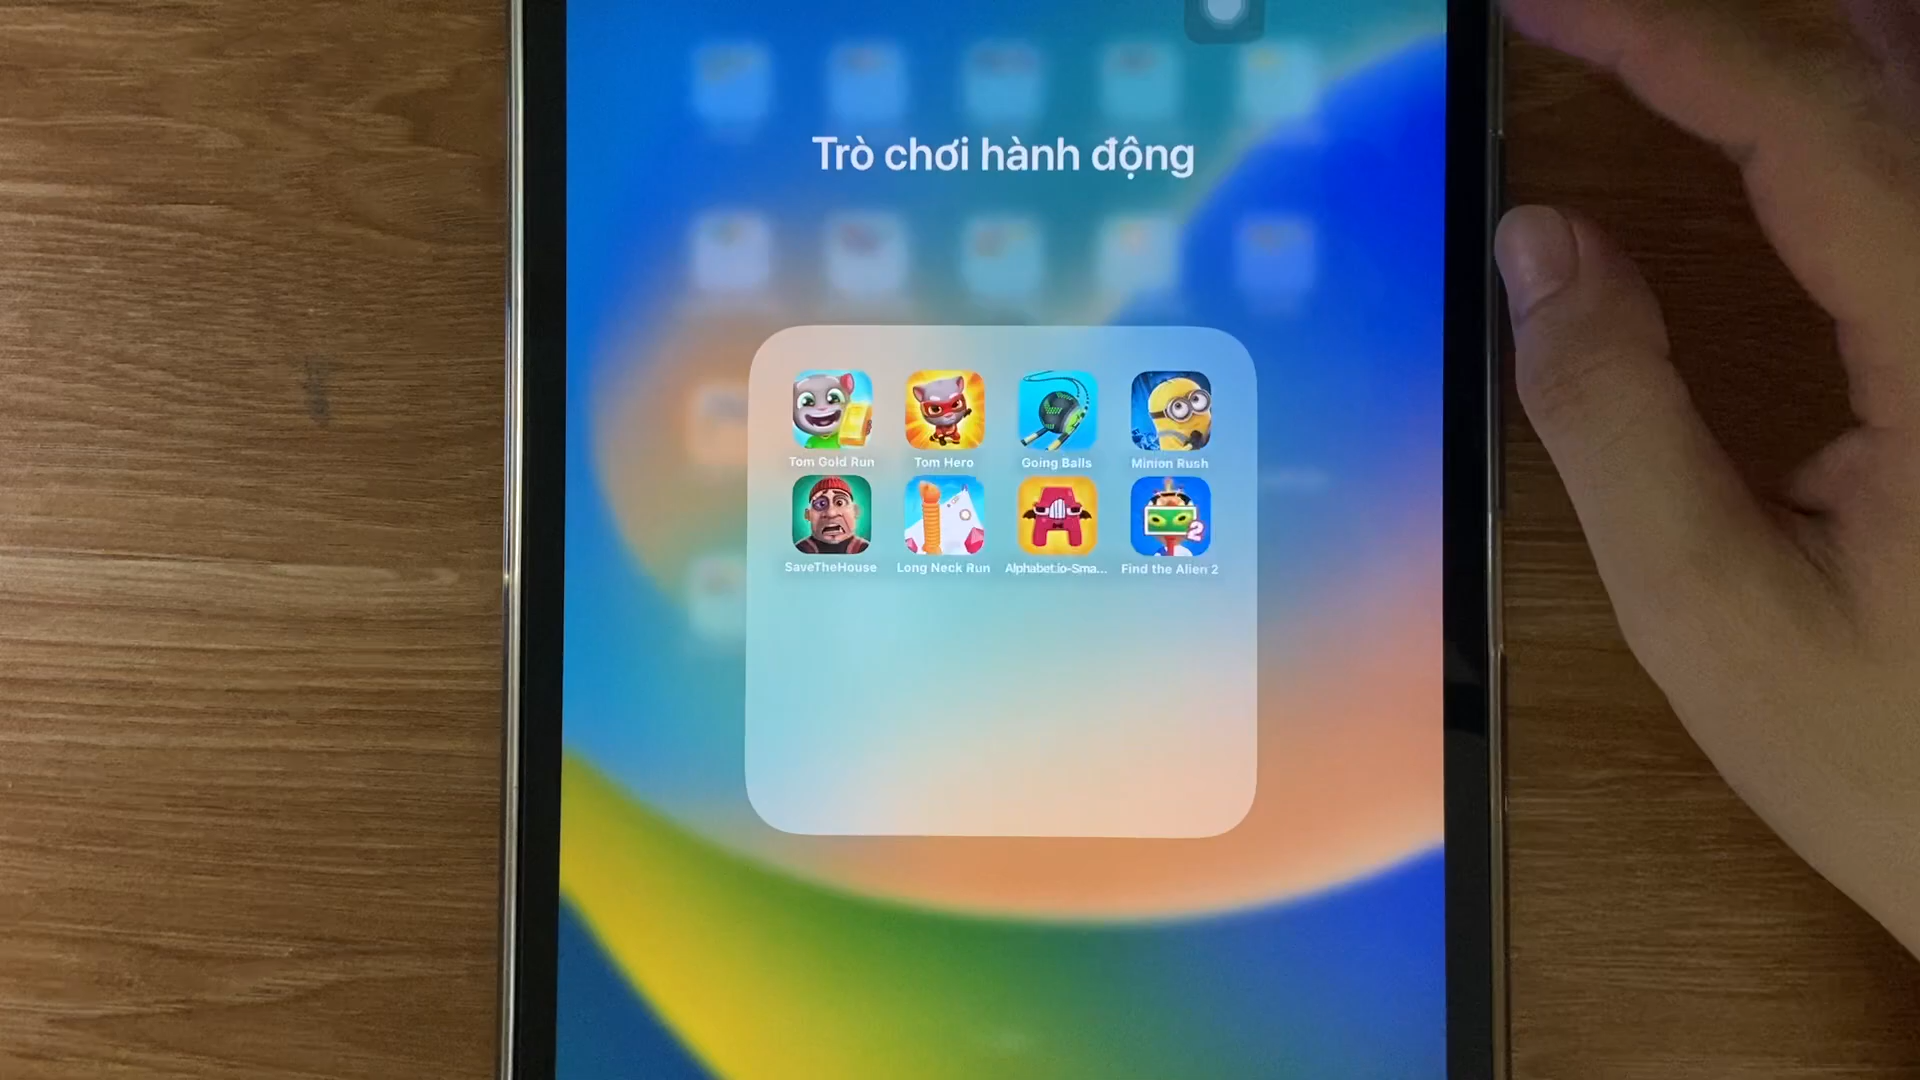 Trò chơi hành động
Tom Gold Run
Tom Hero
Going Balls
Minion Rush
SaveTheHouse
Long Neck Run
Alphabet.io-Sma...
Find the Alien 2
2